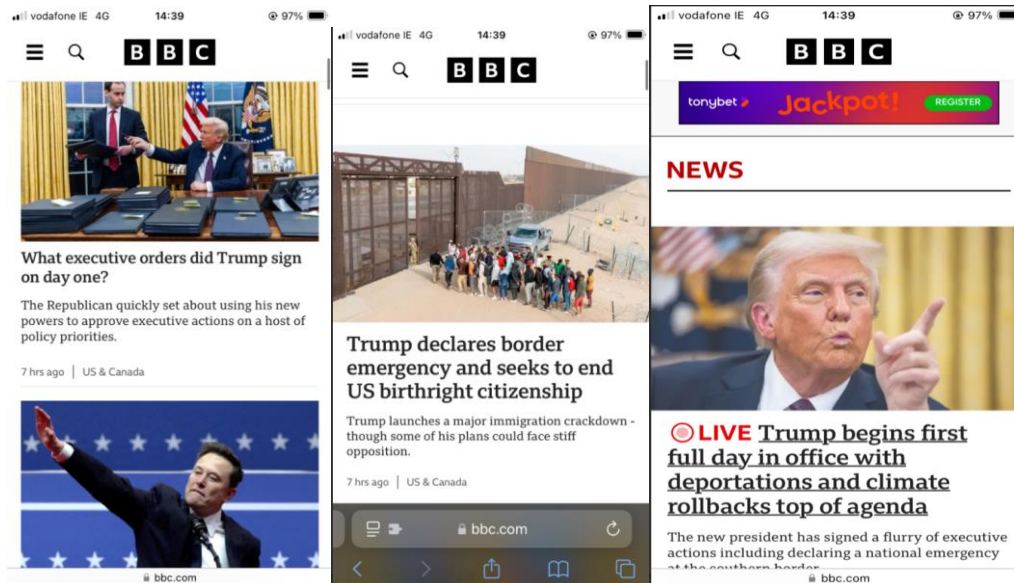 vodafone IE 4G 14:39 97%
BBC
What executive orders did Trump sign
on day one?
The Republican quickly set about using his new
powers to approve executive actions on a host of
policy priorities.
7 hrs ago | US & Canada
bbc.com
vodafone IE 4G 14:39 97%
BBC
Trump declares border
emergency and seeks to end
US birthright citizenship
Trump launches a major immigration crackdown -
though some of his plans could face stiff
opposition.
7 hrs ago | US & Canada
bbc.com
vodafone IE 4G 14:39 97%
BBC
tonybet Jackpot! REGISTER
NEWS
LIVE Trump begins first
full day in office with
deportations and climate
rollbacks top of agenda
The new president has signed a flurry of executive
actions including declaring a national emergency
at the southern border
bbc.com